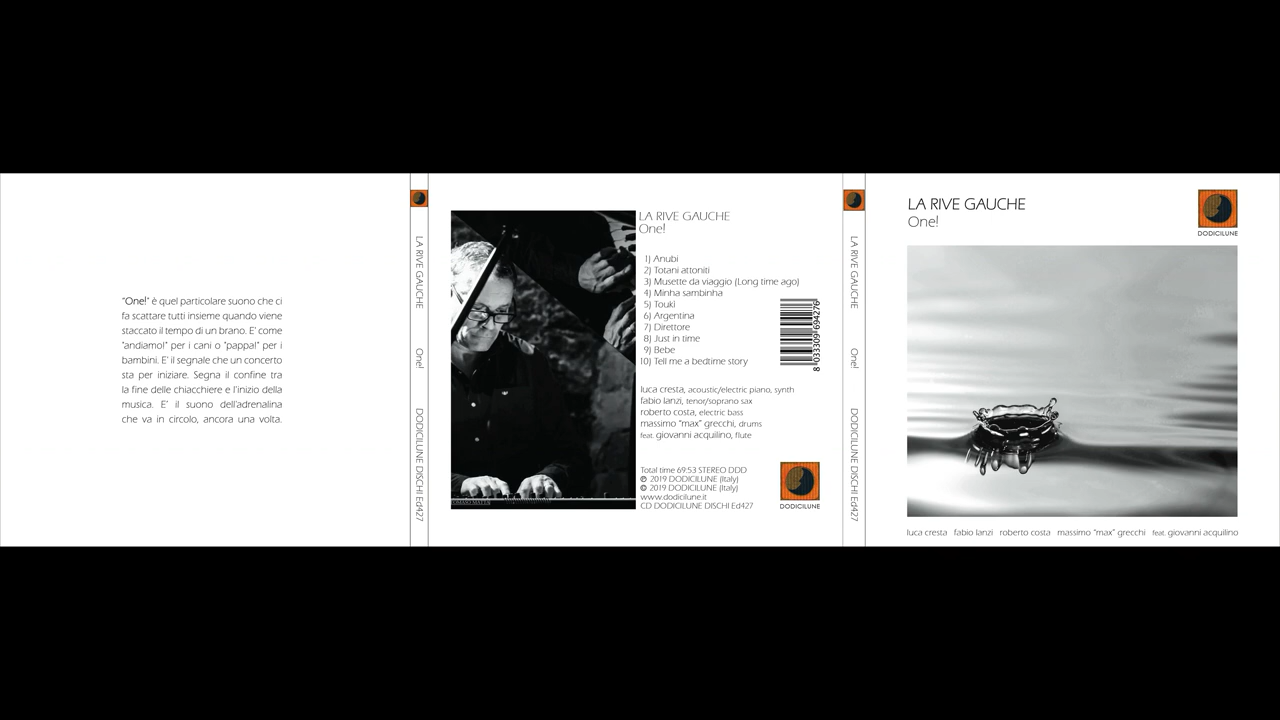 "One!" è quel particolare suono che ci
fa scattare tutti insieme quando viene
staccato il tempo di un brano. E' come
"andiamo!" per i cani o "pappa!" per i
bambini. E' il segnale che un concerto
sta per iniziare. Segna il confine tra
la fine delle chiacchiere e l'inizio della
musica. E' il suono dell'adrenalina
che va in circolo, ancora una volta.
LA RIVE GAUCHE One! DODICILUNE DISCHI Ed427
LA RIVE GAUCHE
One!
1) Anubi
2) Totani attoniti
3) Musette da viaggio (Long time ago)
4) Minha sambinha
5) Touki
6) Argentina
7) Direttore
8) Just in time
9) Bebe
10) Tell me a bedtime story
8 033309 694276
luca cresta, acoustic/electric piano, synth
fabio lanzi, tenor/soprano sax
roberto costa, electric bass
massimo "max" grecchi, drums
feat. giovanni acquilino, flute
Total time 69:53 STEREO DDD
℗ 2019 DODICILUNE (Italy)
© 2019 DODICILUNE (Italy)
www.dodicilune.it
CD DODICILUNE DISCHI Ed427
DODICILUNE
LA RIVE GAUCHE One! DODICILUNE DISCHI Ed427
LA RIVE GAUCHE
One!
DODICILUNE
luca cresta fabio lanzi roberto costa massimo "max" grecchi feat. giovanni acquilino